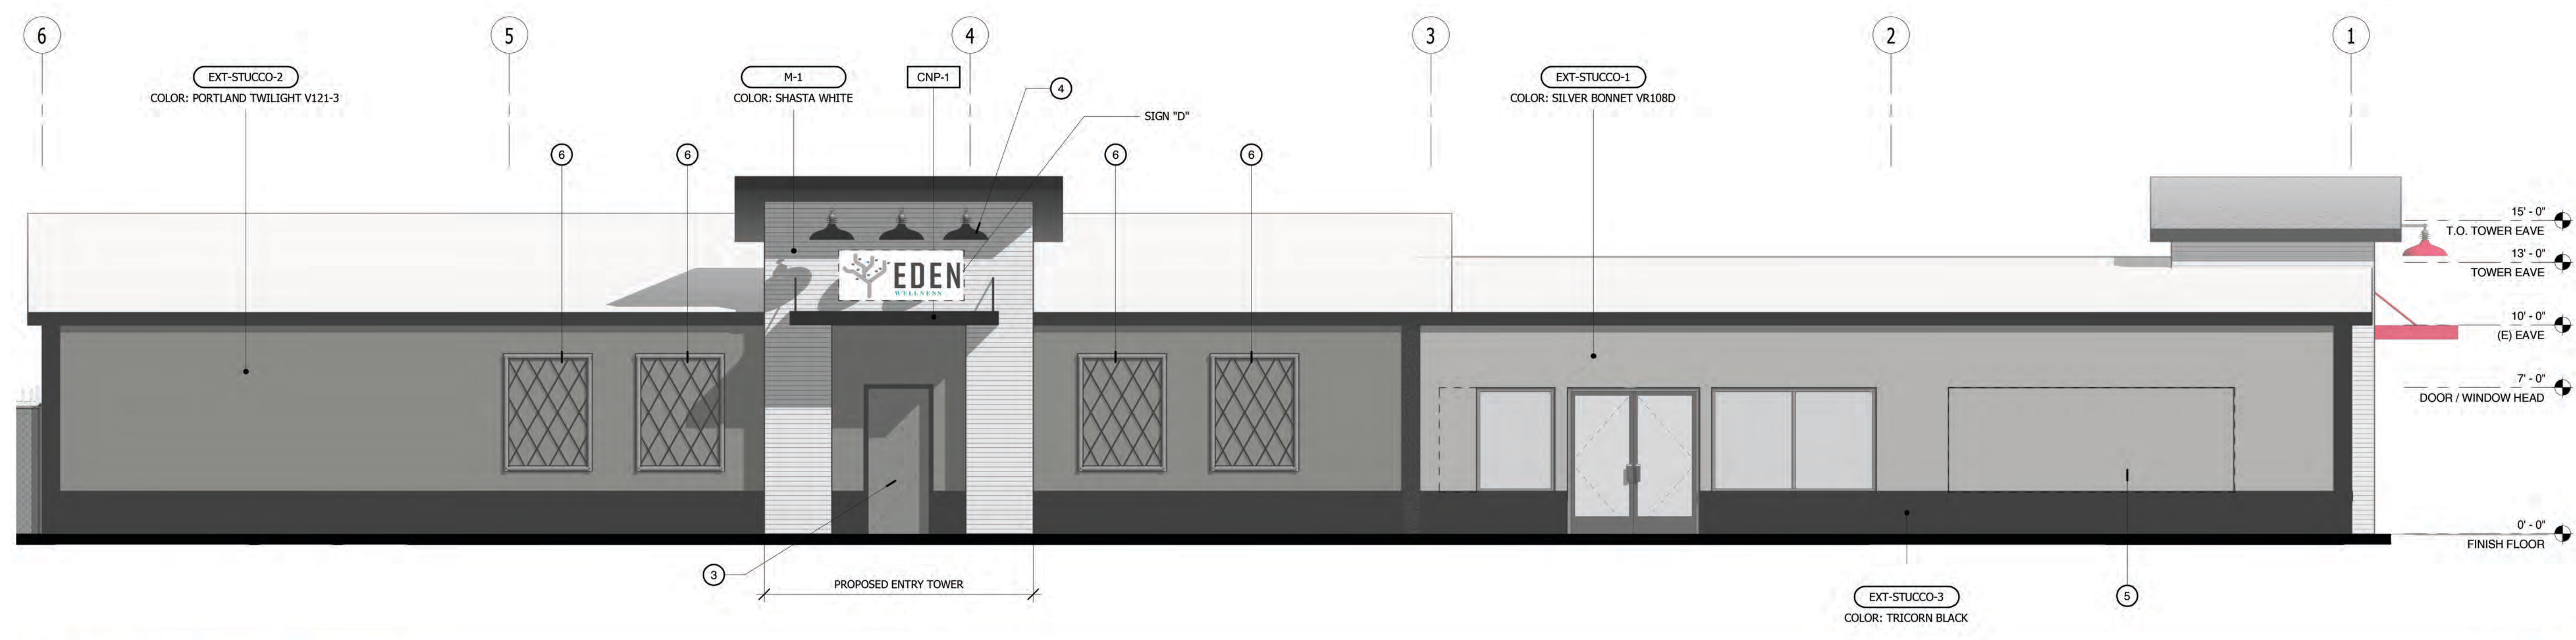 6
5
4
3
2
1
EXT-STUCCO-2
COLOR: PORTLAND TWILIGHT V121-3
M-1
COLOR: SHASTA WHITE
CNP-1
4
SIGN "D"
EXT-STUCCO-1
COLOR: SILVER BONNET VR108D
6
6
6
6
EDEN
WELLNESS
15' - 0"
T.O. TOWER EAVE
13' - 0"
TOWER EAVE
10' - 0"
(E) EAVE
7' - 0"
DOOR / WINDOW HEAD
0' - 0"
FINISH FLOOR
3
PROPOSED ENTRY TOWER
EXT-STUCCO-3
COLOR: TRICORN BLACK
5